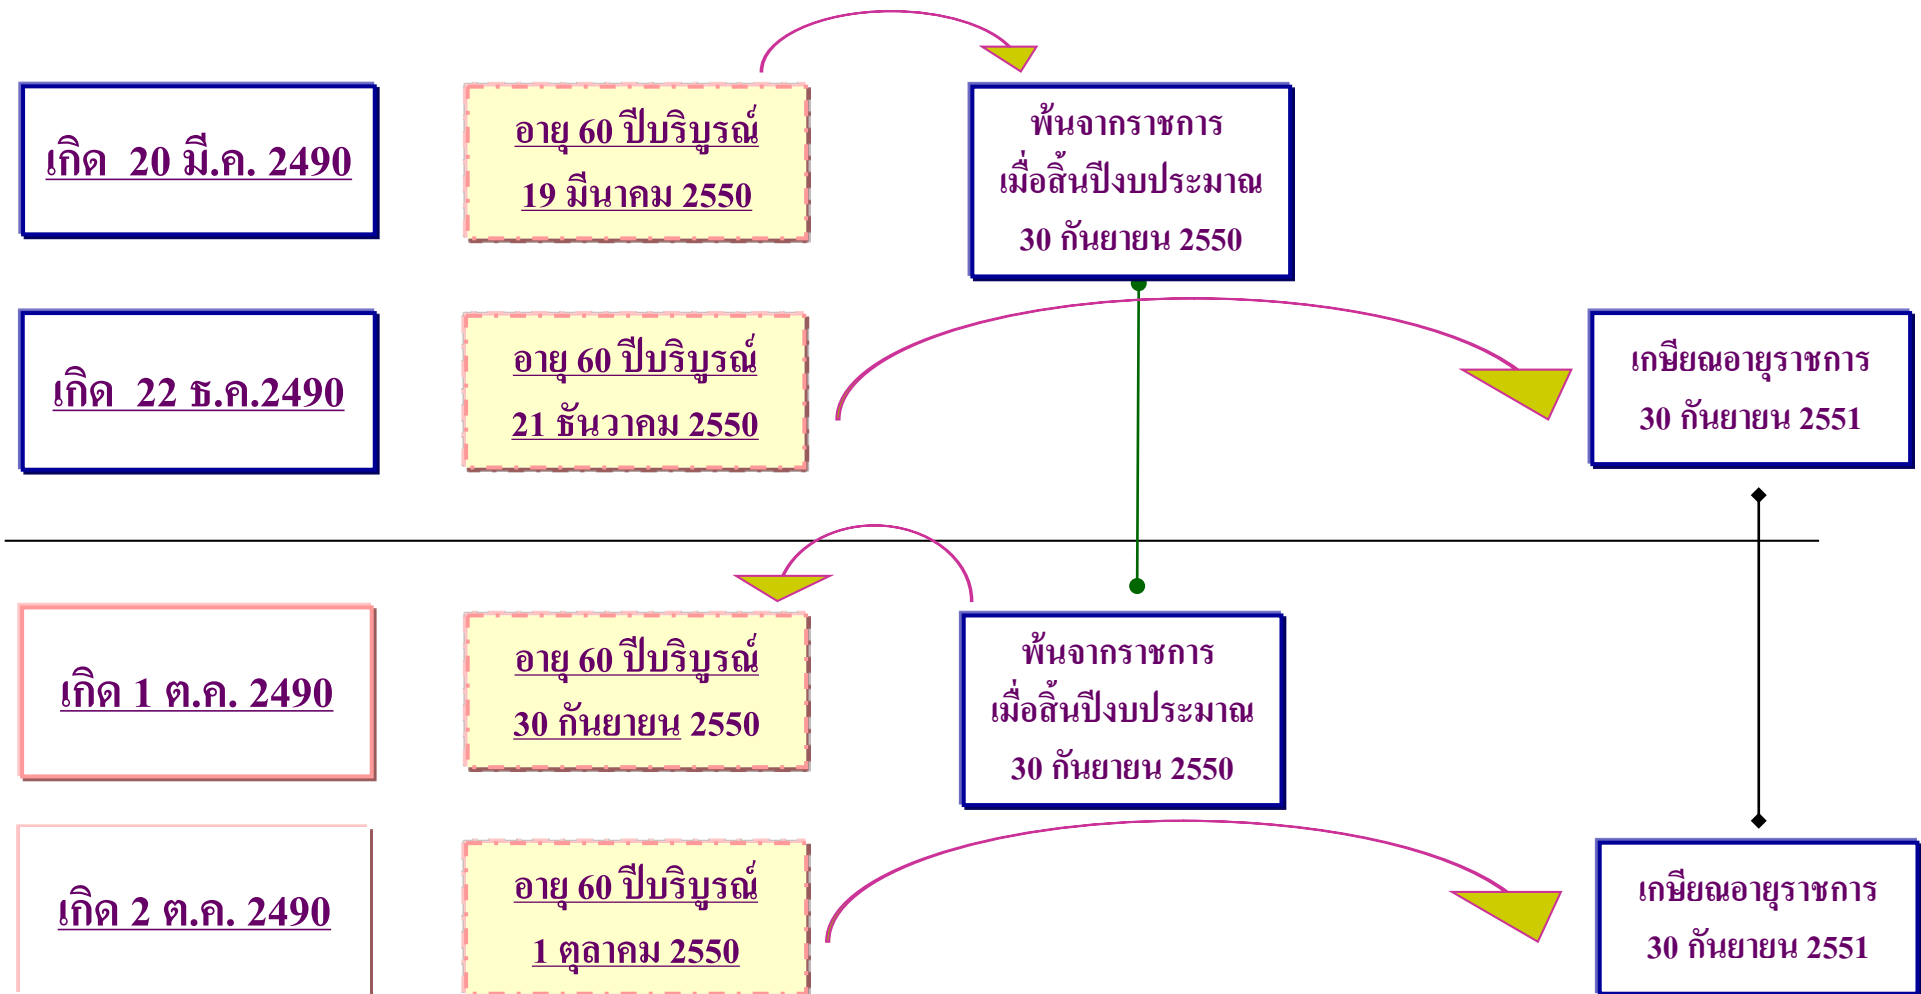 เกิด  20 มี.ค. 2490
อายุ 60 ปีบริบูรณ์
19 มีนาคม 2550
พ้นจากราชการ
เมื่อสิ้นปีงบประมาณ
30 กันยายน 2550
เกิด  22 ธ.ค.2490
อายุ 60 ปีบริบูรณ์
21 ธันวาคม 2550
เกษียณอายุราชการ
30 กันยายน 2551
เกิด 1 ต.ค. 2490
อายุ 60 ปีบริบูรณ์
30 กันยายน 2550
พ้นจากราชการ
เมื่อสิ้นปีงบประมาณ
30 กันยายน 2550
เกิด 2 ต.ค. 2490
อายุ 60 ปีบริบูรณ์
1 ตุลาคม 2550
เกษียณอายุราชการ
30 กันยายน 2551